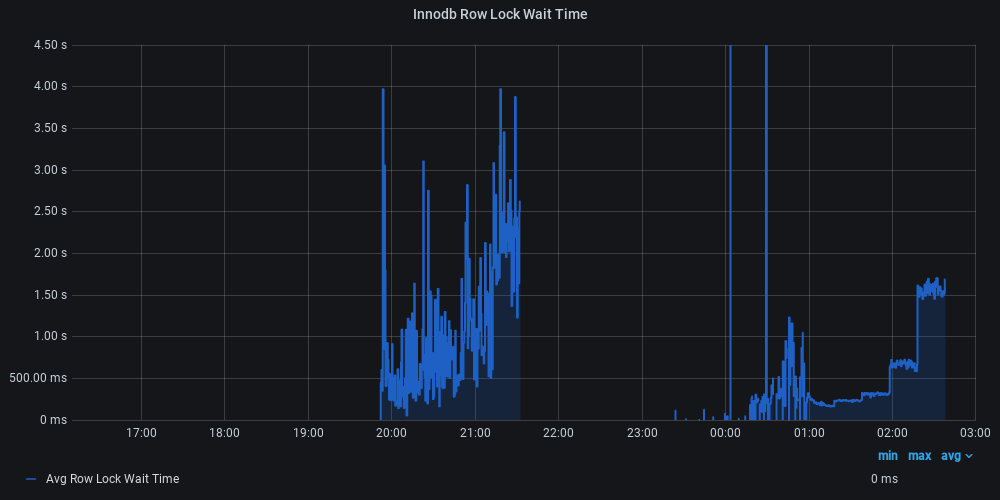 Innodb Row Lock Wait Time
4.50 s
4.00 s
3.50 s
3.00 s
2.50 s
2.00 s
1.50 s
1.00 s
500.00 ms
0 ms
17:00 18:00 19:00 20:00 21:00 22:00 23:00 00:00 01:00 02:00 03:00
min max avg
Avg Row Lock Wait Time 0 ms